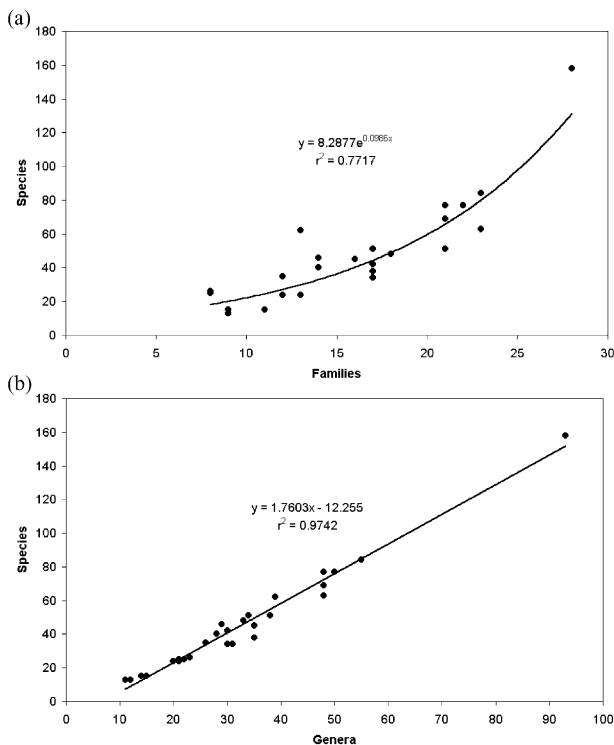 (a)
180
160
140
120
100
80
60
40
20
0
Species
y = 8.2877e^0.0986x
r² = 0.7717
0 5 10 15 20 25 30
Families
(b)
180
160
140
120
100
80
60
40
20
0
Species
y = 1.7603x - 12.255
r² = 0.9742
0 10 20 30 40 50 60 70 80 90 100
Genera